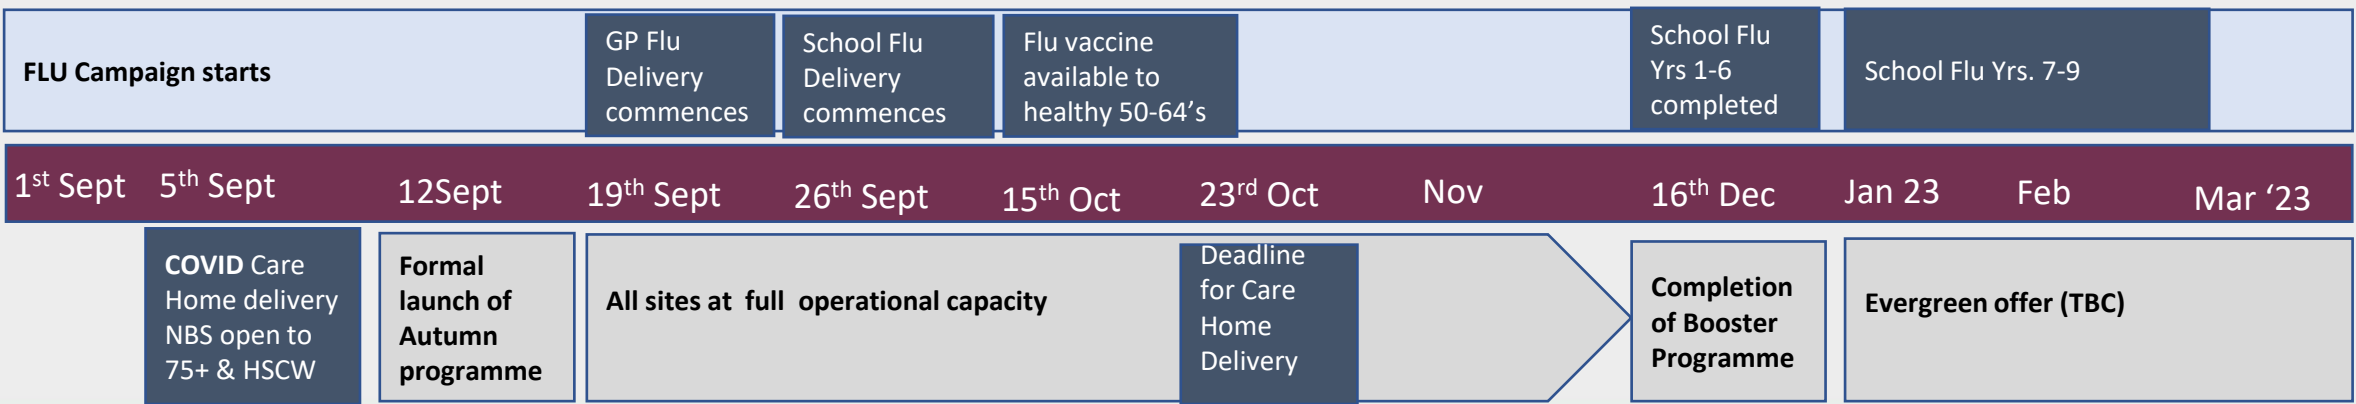 FLU Campaign starts
GP Flu
Delivery
commences
School Flu
Delivery
commences
Flu vaccine
available to
healthy 50-64’s
School Flu
Yrs 1-6
completed
School Flu Yrs. 7-9
1st Sept
5th Sept
12Sept
19th Sept
26th Sept
15th Oct
23rd Oct
Nov
16th Dec
Jan 23
Feb
Mar ‘23
COVID Care
Home delivery
NBS open to
75+ & HSCW
Formal
launch of
Autumn
programme
All sites at full operational capacity
Deadline
for Care
Home
Delivery
Completion
of Booster
Programme
Evergreen offer (TBC)